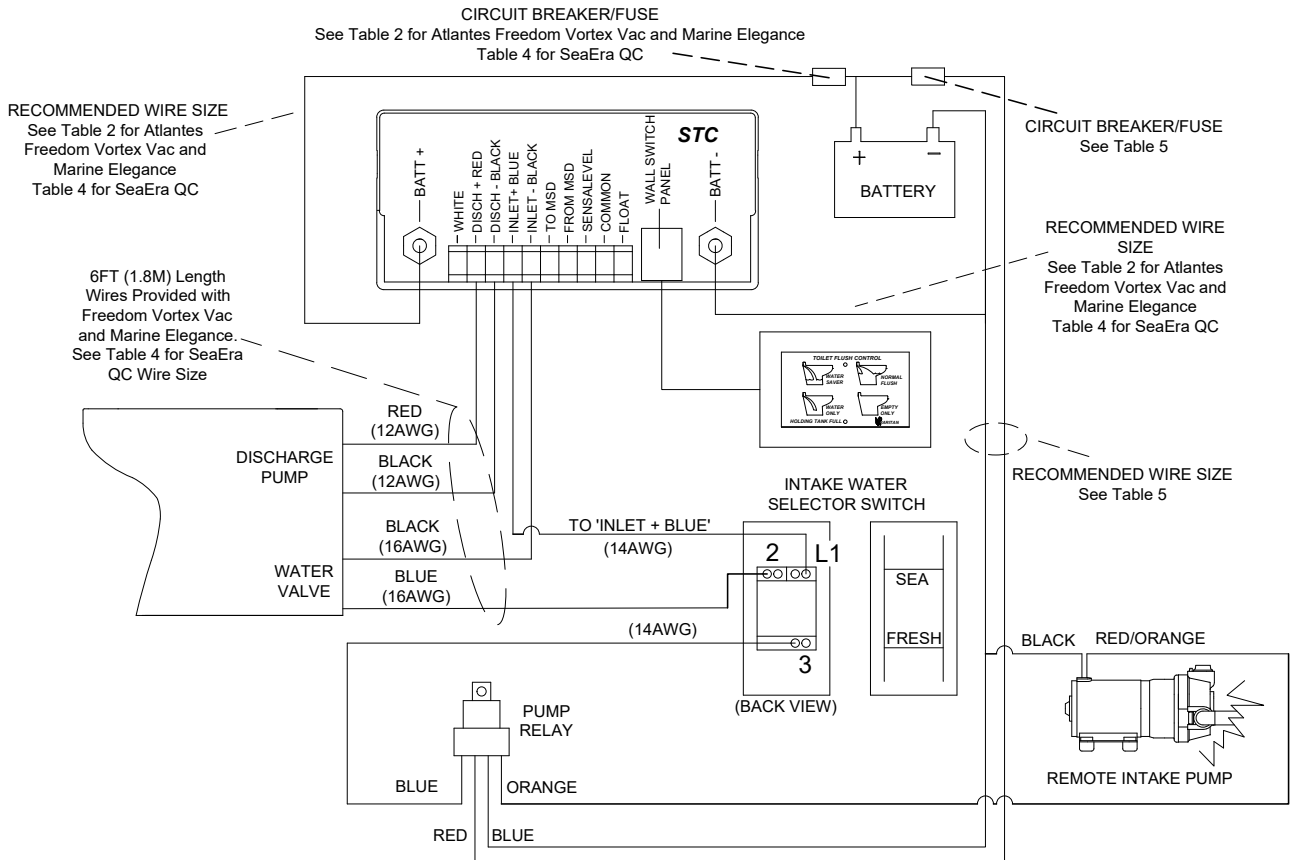 CIRCUIT BREAKER/FUSE
See Table 2 for Atlantes Freedom Vortex Vac and Marine Elegance
Table 4 for SeaEra QC
RECOMMENDED WIRE SIZE
See Table 2 for Atlantes
Freedom Vortex Vac and
Marine Elegance
Table 4 for SeaEra QC
STC
BATT +
WHITE
DISCH + RED
DISCH - BLACK
INLET+ BLUE
INLET - BLACK
TO MSD
FROM MSD
SENSALEVEL
COMMON
FLOAT
WALL SWITCH
PANEL
BATT -
+
−
BATTERY
CIRCUIT BREAKER/FUSE
See Table 5
RECOMMENDED WIRE
SIZE
See Table 2 for Atlantes
Freedom Vortex Vac and
Marine Elegance
Table 4 for SeaEra QC
6FT (1.8M) Length
Wires Provided with
Freedom Vortex Vac
and Marine Elegance.
See Table 4 for SeaEra
QC Wire Size
TOILET FLUSH CONTROL
WATER
SAVER
NORMAL
FLUSH
WATER
ONLY
EMPTY
ONLY
HOLDING TANK FULL
RARITAN
DISCHARGE
PUMP
RED
(12AWG)
BLACK
(12AWG)
BLACK
(16AWG)
WATER
VALVE
BLUE
(16AWG)
TO 'INLET + BLUE'
(14AWG)
(14AWG)
INTAKE WATER
SELECTOR SWITCH
2
L1
3
(BACK VIEW)
SEA
FRESH
RECOMMENDED WIRE SIZE
See Table 5
BLACK
RED/ORANGE
REMOTE INTAKE PUMP
PUMP
RELAY
BLUE
ORANGE
RED
BLUE